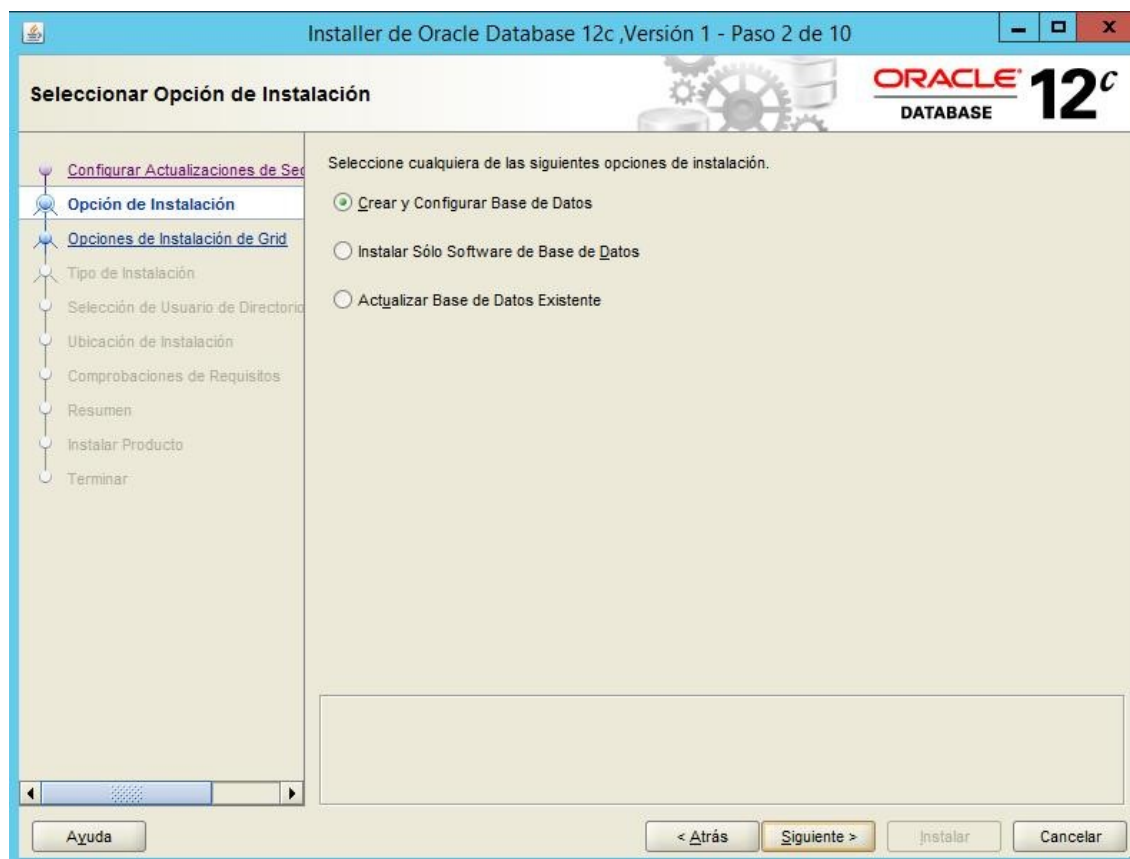 Installer de Oracle Database 12c ,Versión 1 - Paso 2 de 10
Seleccionar Opción de Instalación
ORACLE
DATABASE
12c
Configurar Actualizaciones de Sec
Opción de Instalación
Opciones de Instalación de Grid
Tipo de Instalación
Selección de Usuario de Directorio
Ubicación de Instalación
Comprobaciones de Requisitos
Resumen
Instalar Producto
Terminar
Seleccione cualquiera de las siguientes opciones de instalación.
Crear y Configurar Base de Datos
Instalar Sólo Software de Base de Datos
Actualizar Base de Datos Existente
Ayuda
< Atrás
Siguiente >
Instalar
Cancelar